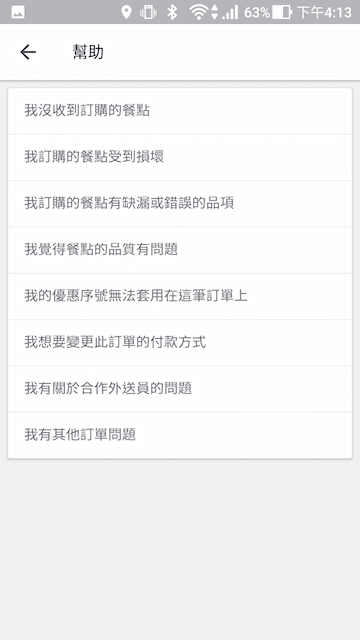 63% 下午4:13
幫助
我沒收到訂購的餐點
我訂購的餐點受到損壞
我訂購的餐點有缺漏或錯誤的品項
我覺得餐點的品質有問題
我的優惠序號無法套用在這筆訂單上
我想要變更此訂單的付款方式
我有關於合作外送員的問題
我有其他訂單問題